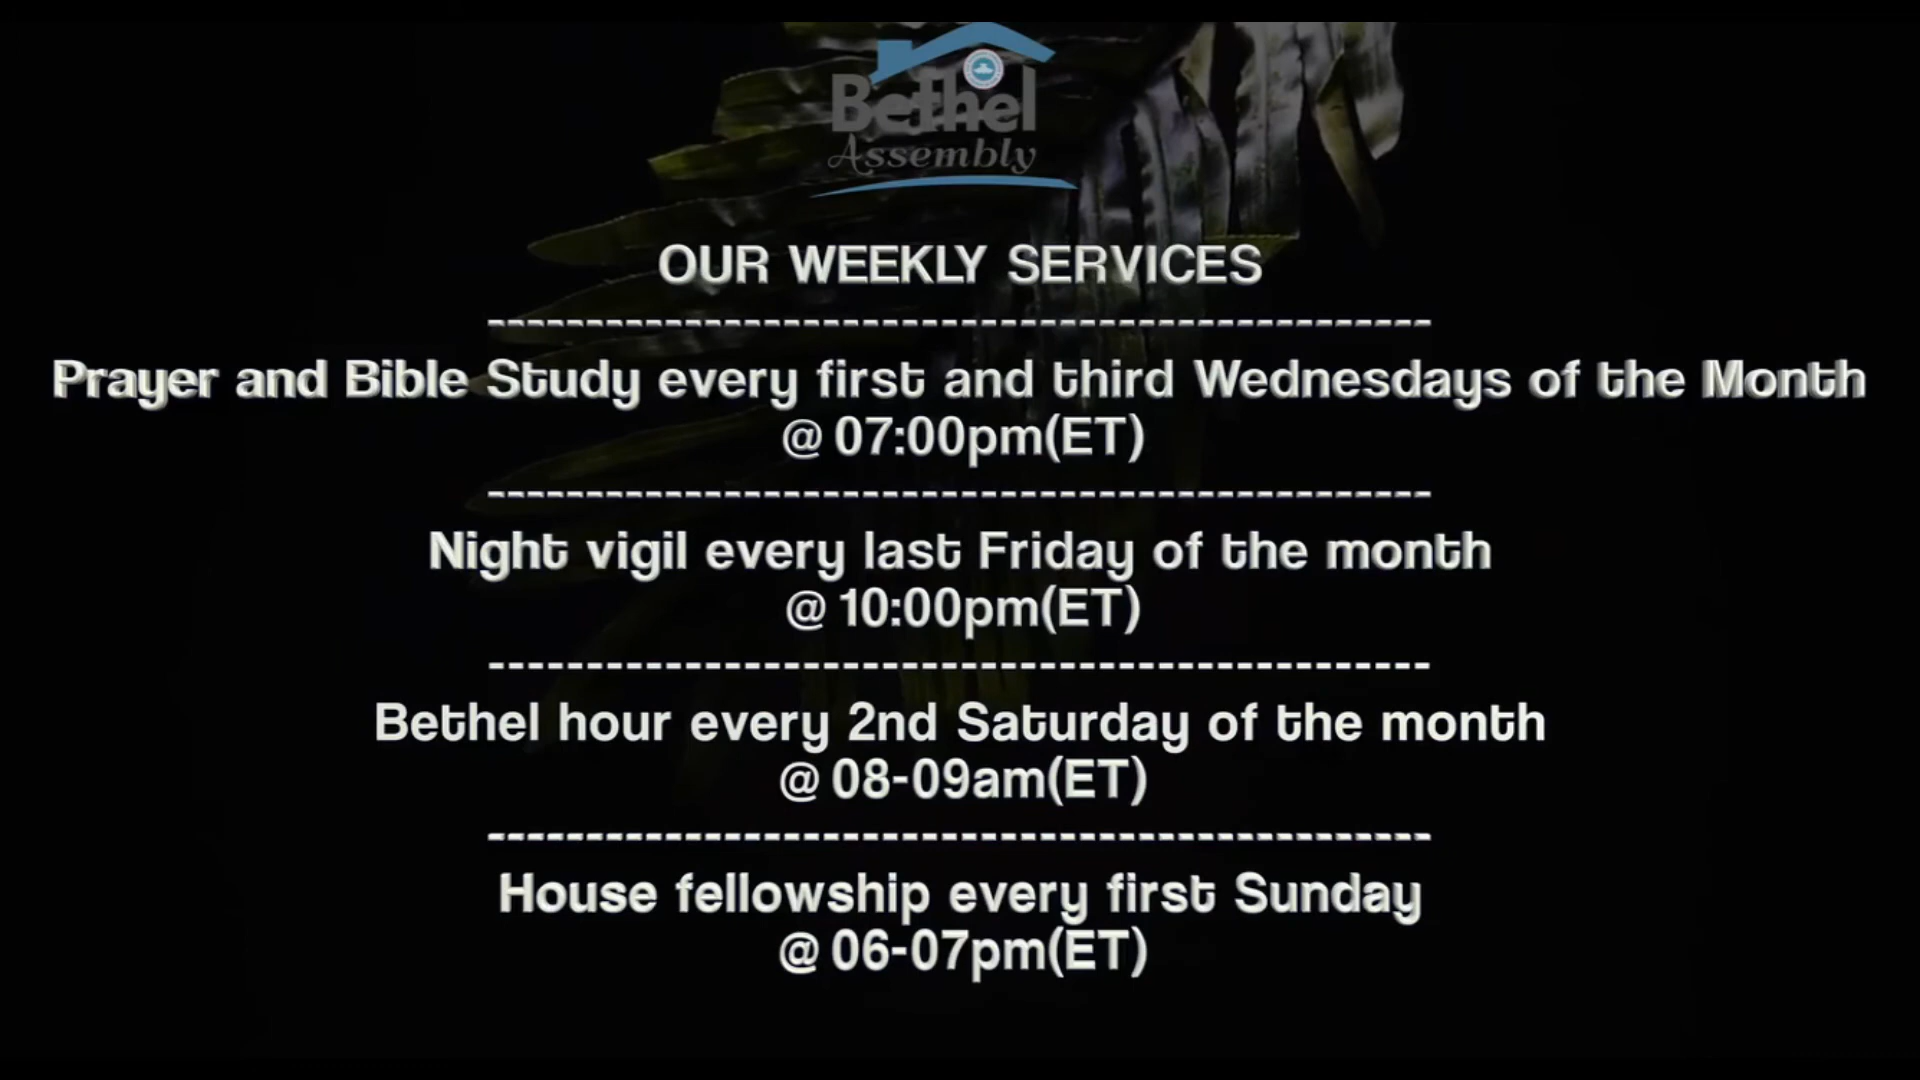 Bethel
Assembly
OUR WEEKLY SERVICES
------------------------------------------------
Prayer and Bible Study every first and third Wednesdays of the Month
@ 07:00pm(ET)
------------------------------------------------
Night vigil every last Friday of the month
@ 10:00pm(ET)
------------------------------------------------
Bethel hour every 2nd Saturday of the month
@ 08-09am(ET)
------------------------------------------------
House fellowship every first Sunday
@ 06-07pm(ET)